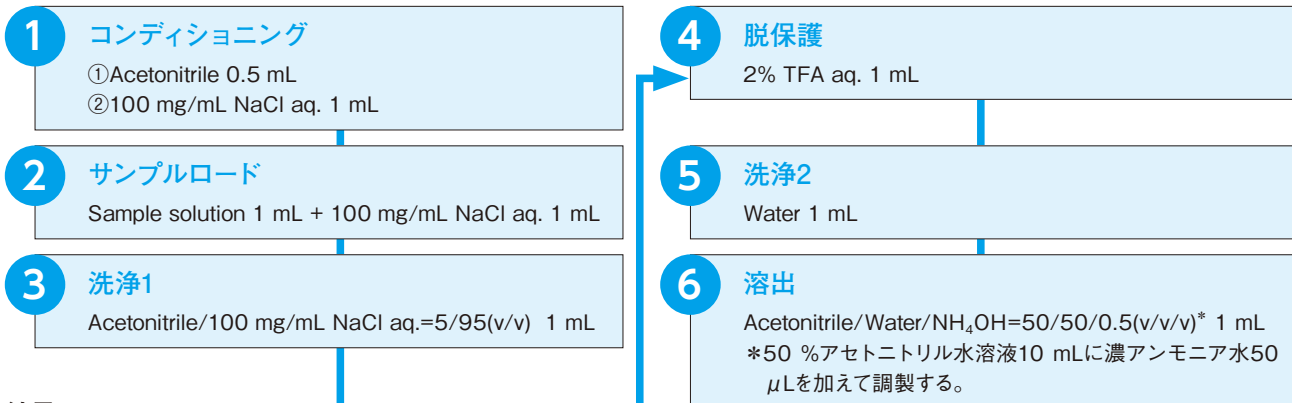 1 コンディショニング
①Acetonitrile 0.5 mL
②100 mg/mL NaCl aq. 1 mL
2 サンプルロード
Sample solution 1 mL + 100 mg/mL NaCl aq. 1 mL
3 洗浄1
Acetonitrile/100 mg/mL NaCl aq.=5/95(v/v) 1 mL
4 脱保護
2% TFA aq. 1 mL
5 洗浄2
Water 1 mL
6 溶出
Acetonitrile/Water/NH₄OH=50/50/0.5(v/v/v)* 1 mL
*50 %アセトニトリル水溶液10 mLに濃アンモニア水50
μLを加えて調製する。